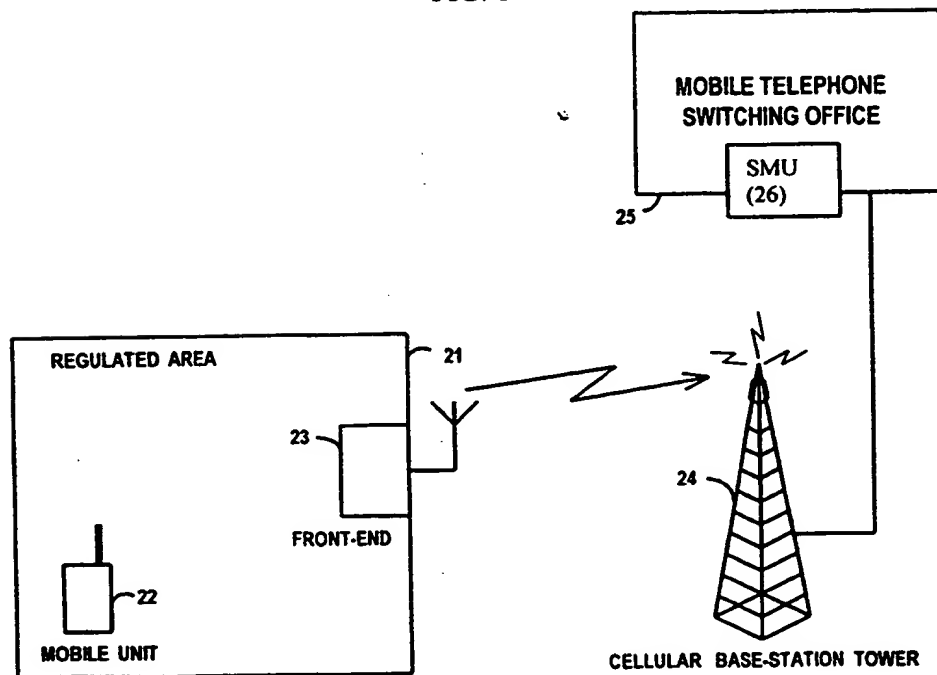 MOBILE TELEPHONE
SWITCHING OFFICE
SMU
(26)
25
REGULATED AREA
21
23
24
FRONT-END
22
MOBILE UNIT
CELLULAR BASE-STATION TOWER